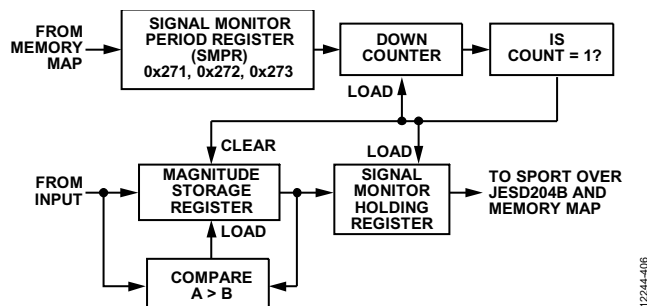 FROM
MEMORY
MAP
SIGNAL MONITOR
PERIOD REGISTER
(SMPR)
0x271, 0x272, 0x273
DOWN
COUNTER
IS
COUNT = 1?
LOAD
CLEAR
LOAD
FROM
INPUT
MAGNITUDE
STORAGE
REGISTER
SIGNAL
MONITOR
HOLDING
REGISTER
TO SPORT OVER
JESD204B AND
MEMORY MAP
LOAD
COMPARE
A > B
12244-406